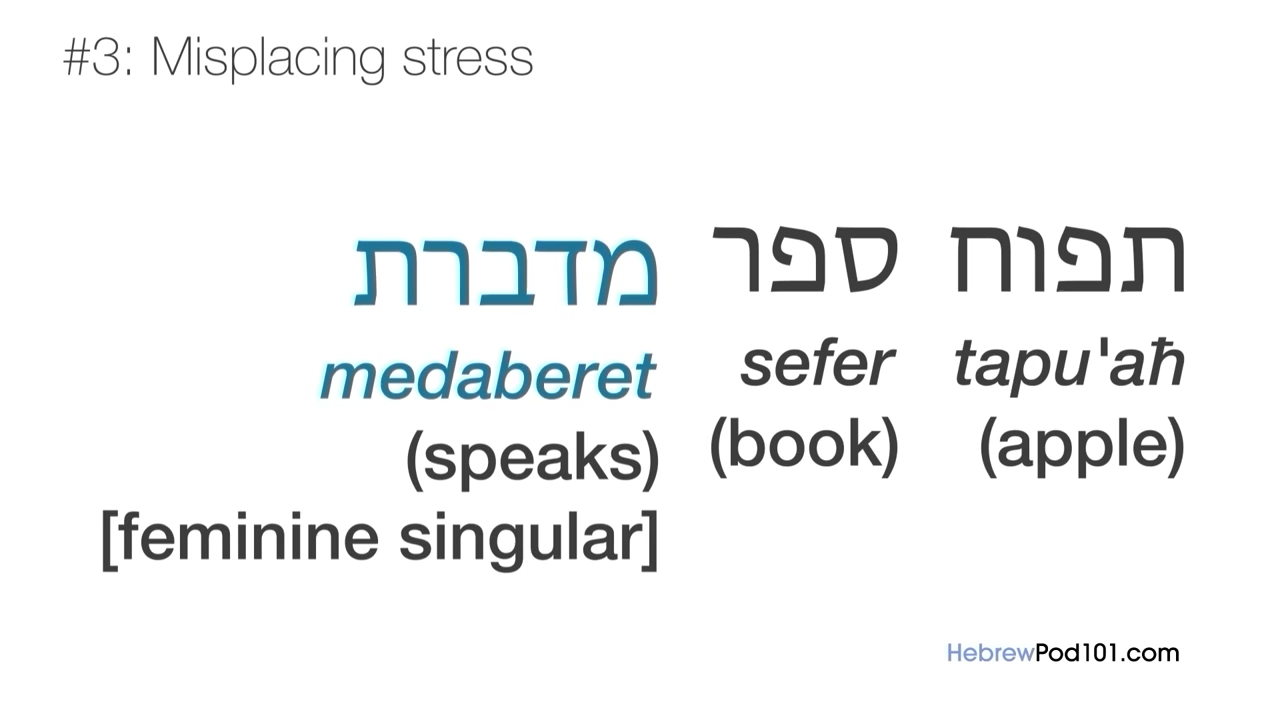 #3: Misplacing stress
תפוח ספר מדברת
tapu'aħ sefer medaberet
(apple) (book) (speaks)
[feminine singular]
HebrewPod101.com